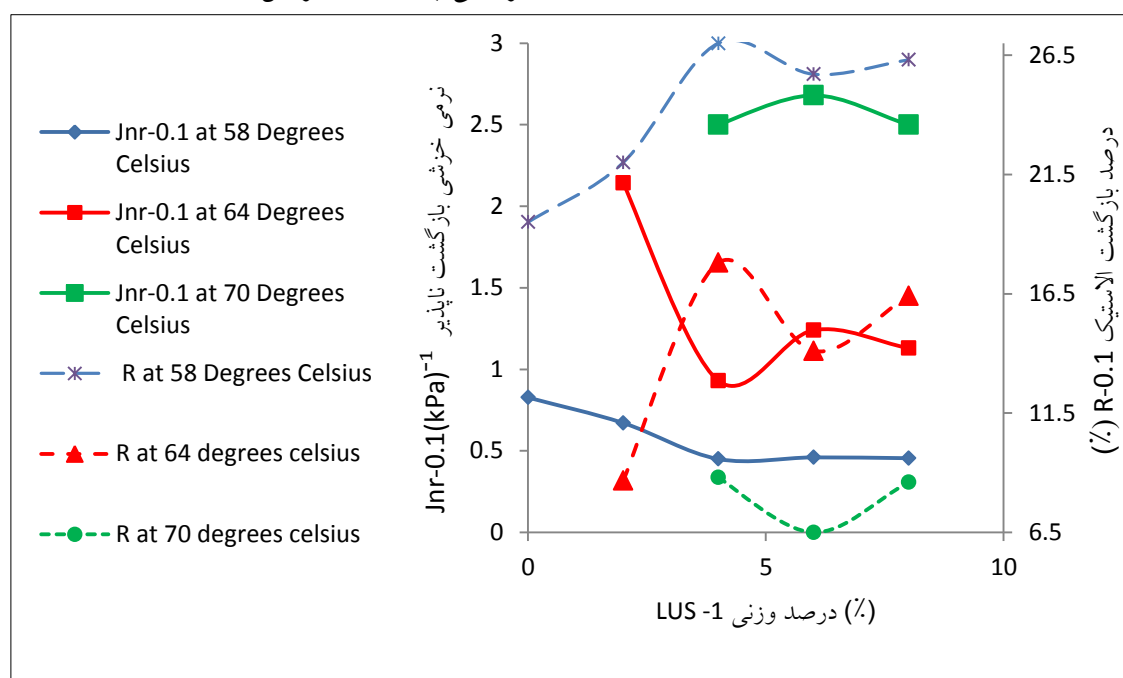 Jnr-0.1 at 58 Degrees
Celsius
Jnr-0.1 at 64 Degrees
Celsius
Jnr-0.1 at 70 Degrees
Celsius
R at 58 Degrees Celsius
R at 64 degrees celsius
R at 70 degrees celsius
نرمی خزشی بازگشت ناپذیر
Jnr-0.1(kPa)⁻¹
3
2.5
2
1.5
1
0.5
0
26.5
21.5
16.5
11.5
6.5
درصد بازگشت الاستیک R-0.1
(٪)
0
5
10
درصد وزنی LUS -1 (٪)